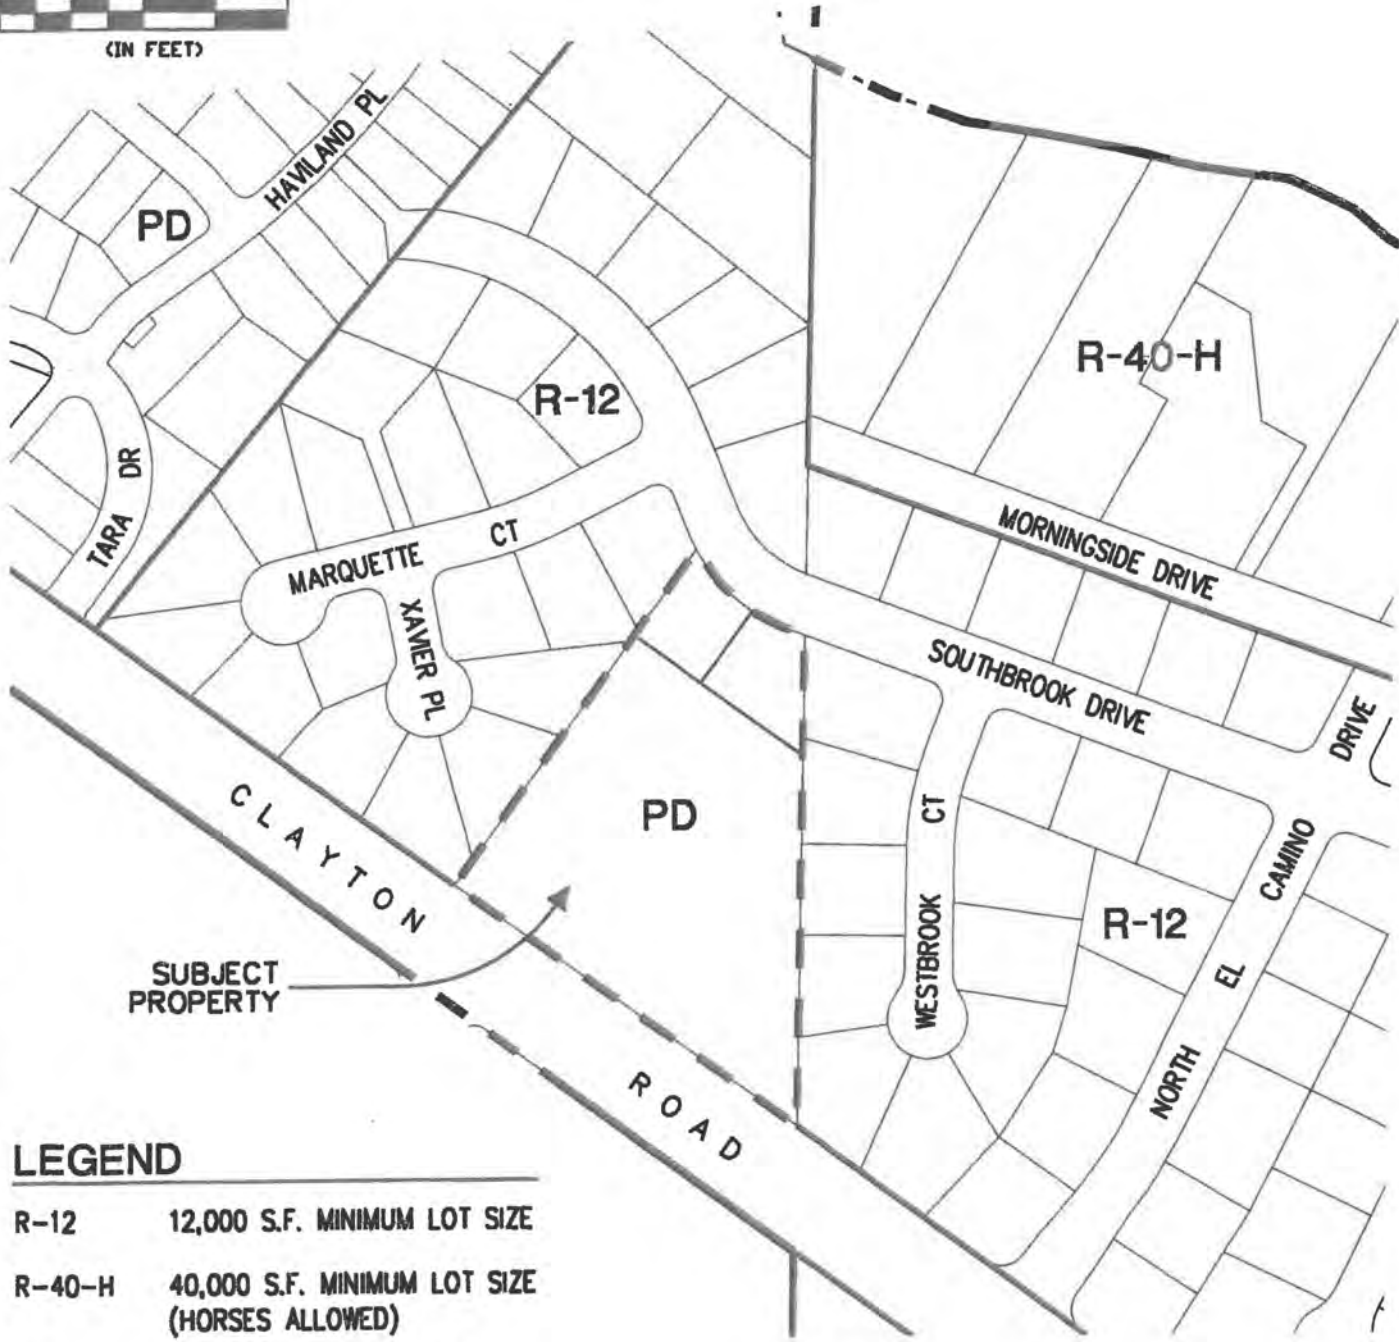 (IN FEET)
HAVILAND PL
PD
R-12
R-40-H
TARA DR
MARQUETTE CT
XAVIER PL
MORNINGSIDE DRIVE
SOUTHBROOK DRIVE
DRIVE
PD
CLAYTON
WESTBROOK CT
R-12
NORTH EL CAMINO
SUBJECT
PROPERTY
ROAD
LEGEND
R-12 12,000 S.F. MINIMUM LOT SIZE
R-40-H 40,000 S.F. MINIMUM LOT SIZE
(HORSES ALLOWED)